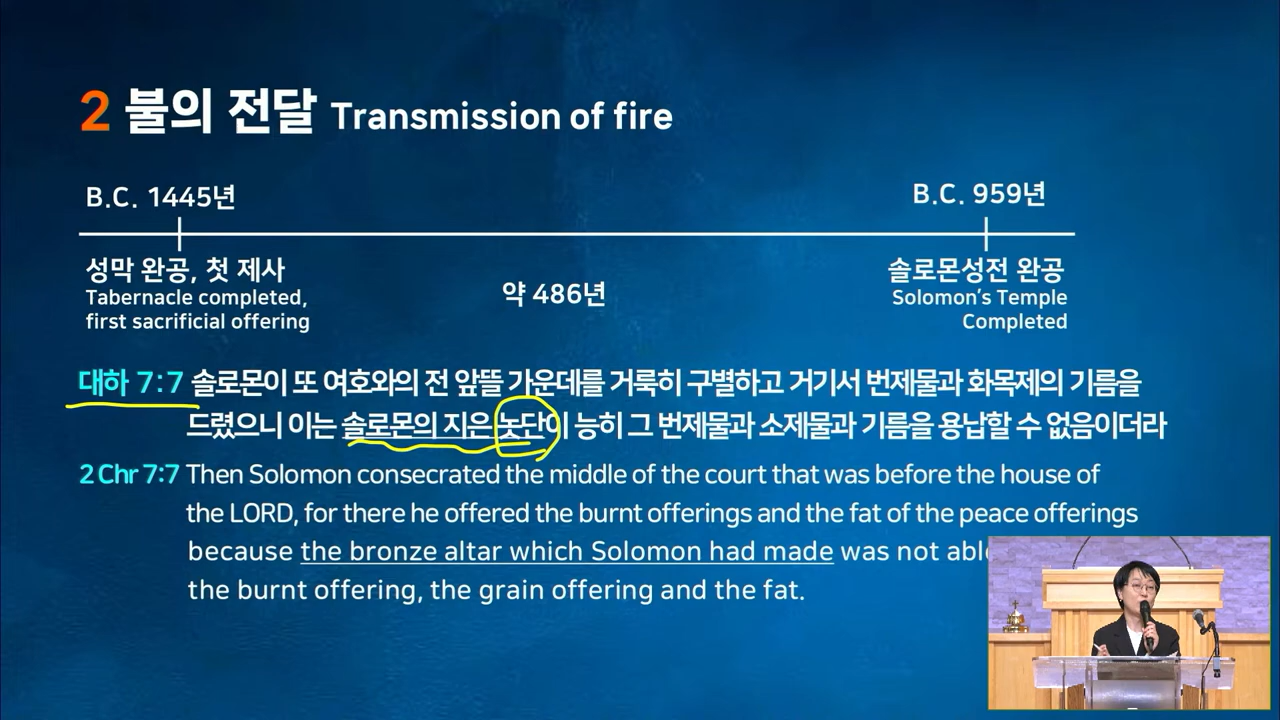 2 불의 전달 Transmission of fire
B.C. 1445년
B.C. 959년
성막 완공, 첫 제사
Tabernacle completed,
first sacrificial offering
약 486년
솔로몬성전 완공
Solomon's Temple
Completed
대하 7:7 솔로몬이 또 여호와의 전 앞뜰 가운데를 거룩히 구별하고 거기서 번제물과 화목제의 기름을
드렸으니 이는 솔로몬의 지은 놋단이 능히 그 번제물과 소제물과 기름을 용납할 수 없음이더라
2 Chr 7:7 Then Solomon consecrated the middle of the court that was before the house of
the LORD, for there he offered the burnt offerings and the fat of the peace offerings
because the bronze altar which Solomon had made was not abl
the burnt offering, the grain offering and the fat.